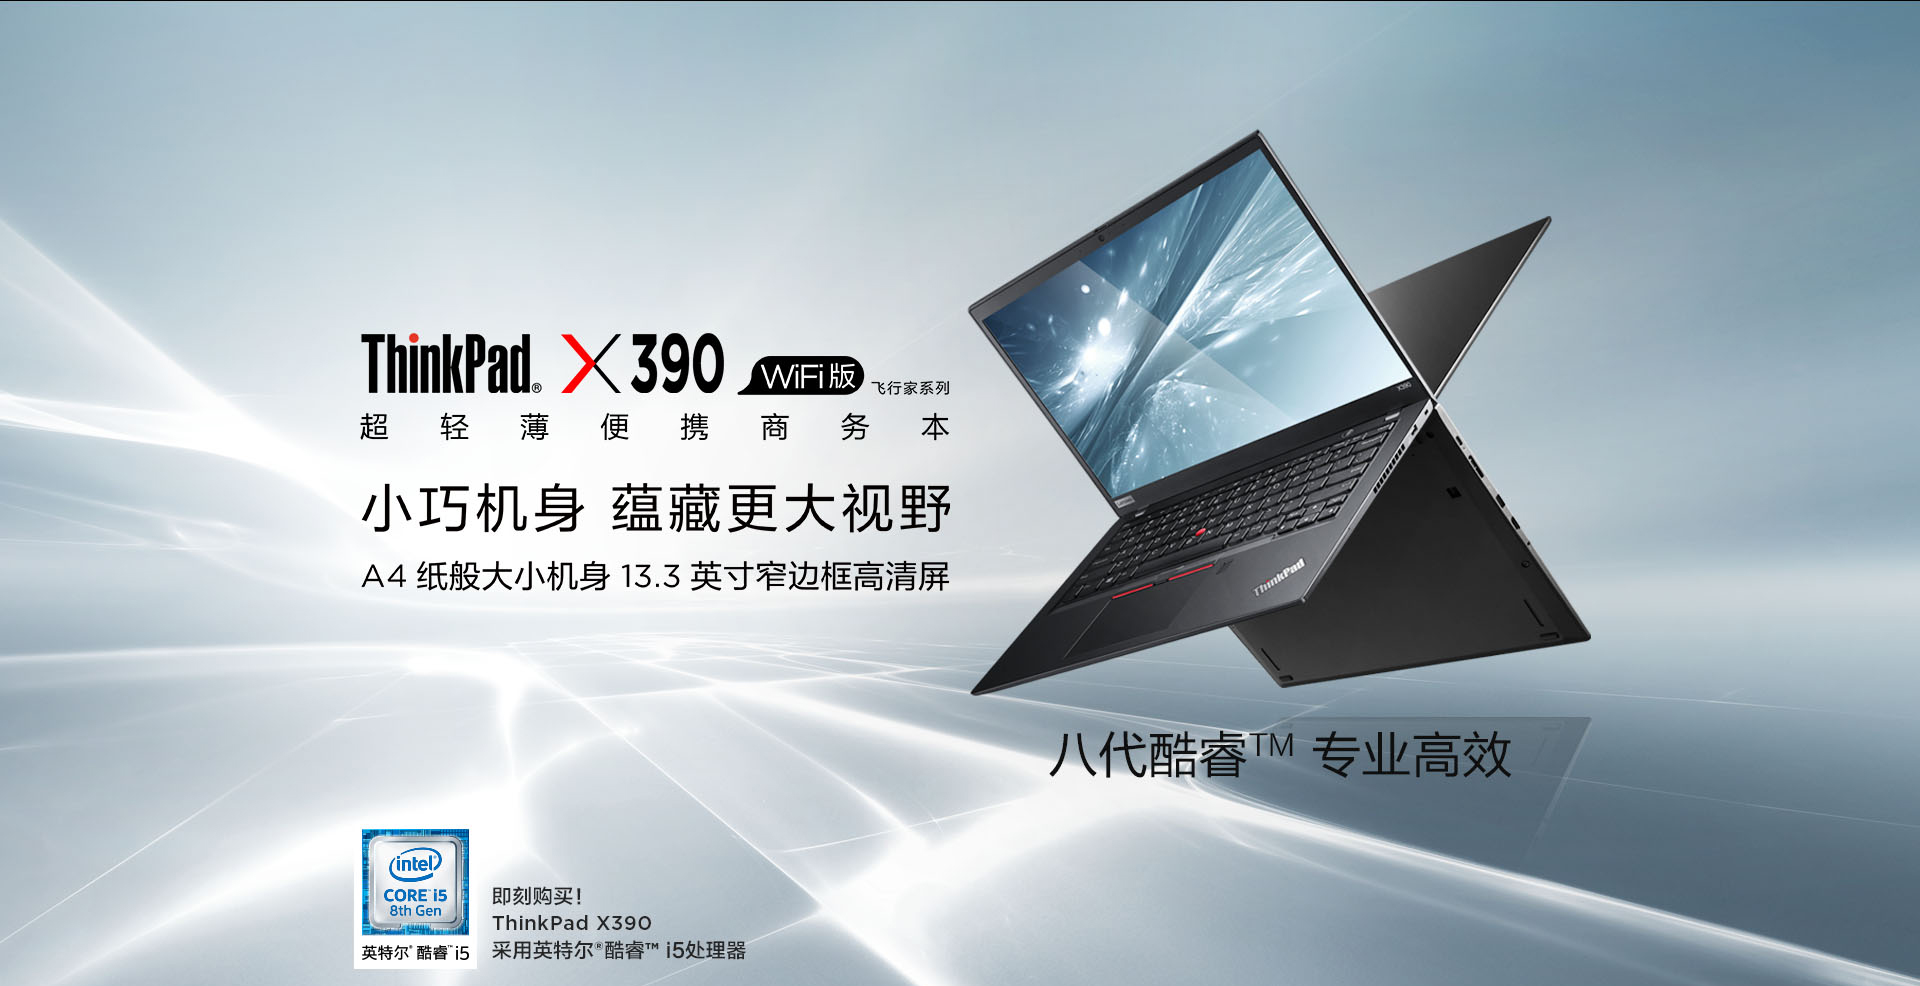 ThinkPad® X390 WiFi版 飞行家系列
超轻薄便携商务本
小巧机身 蕴藏更大视野
A4 纸般大小机身 13.3 英寸窄边框高清屏
X390
ThinkPad
八代酷睿™ 专业高效
intel®
CORE™ i5
8th Gen
英特尔® 酷睿™ i5
即刻购买！
ThinkPad X390
采用英特尔®酷睿™ i5处理器